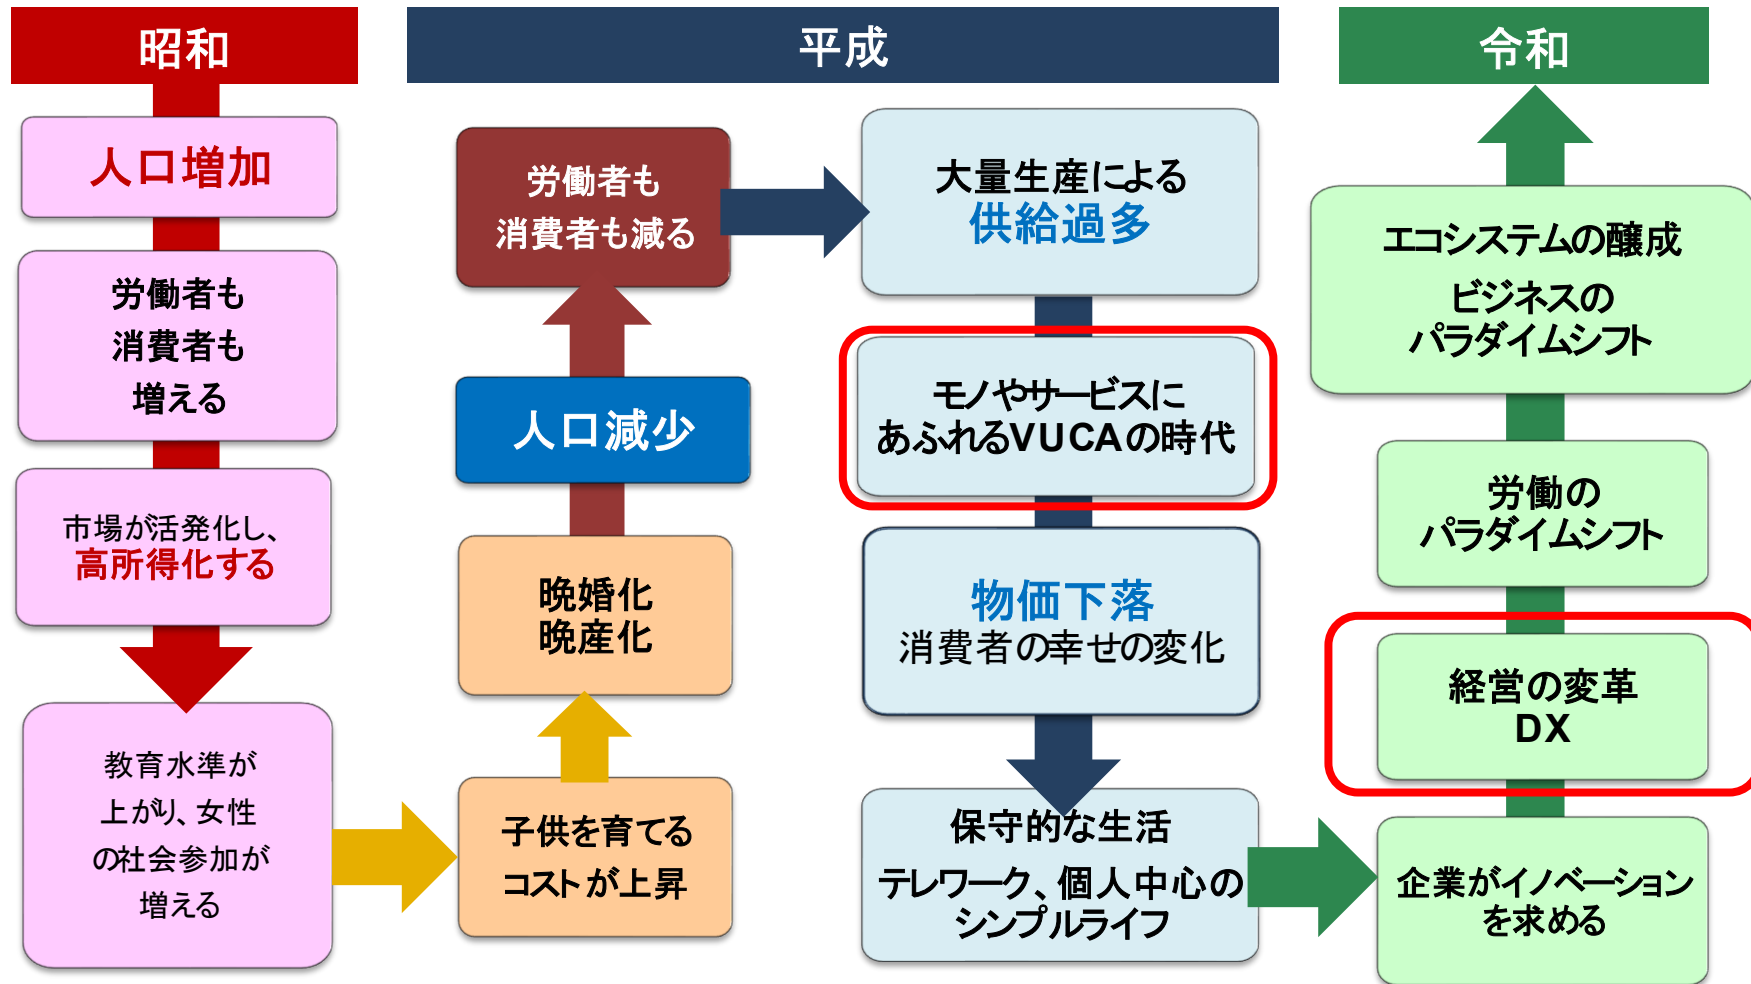 昭和
人口増加
労働者も
消費者も
増える
市場が活発化し、
高所得化する
教育水準が
上がり、女性
の社会参加が
増える
平成
子供を育てる
コストが上昇
晩婚化
晩産化
人口減少
労働者も
消費者も減る
大量生産による
供給過多
モノやサービスに
あふれるVUCAの時代
物価下落
消費者の幸せの変化
保守的な生活
テレワーク、個人中心の
シンプルライフ
令和
企業がイノベーション
を求める
経営の変革
DX
労働の
パラダイムシフト
エコシステムの醸成
ビジネスの
パラダイムシフト